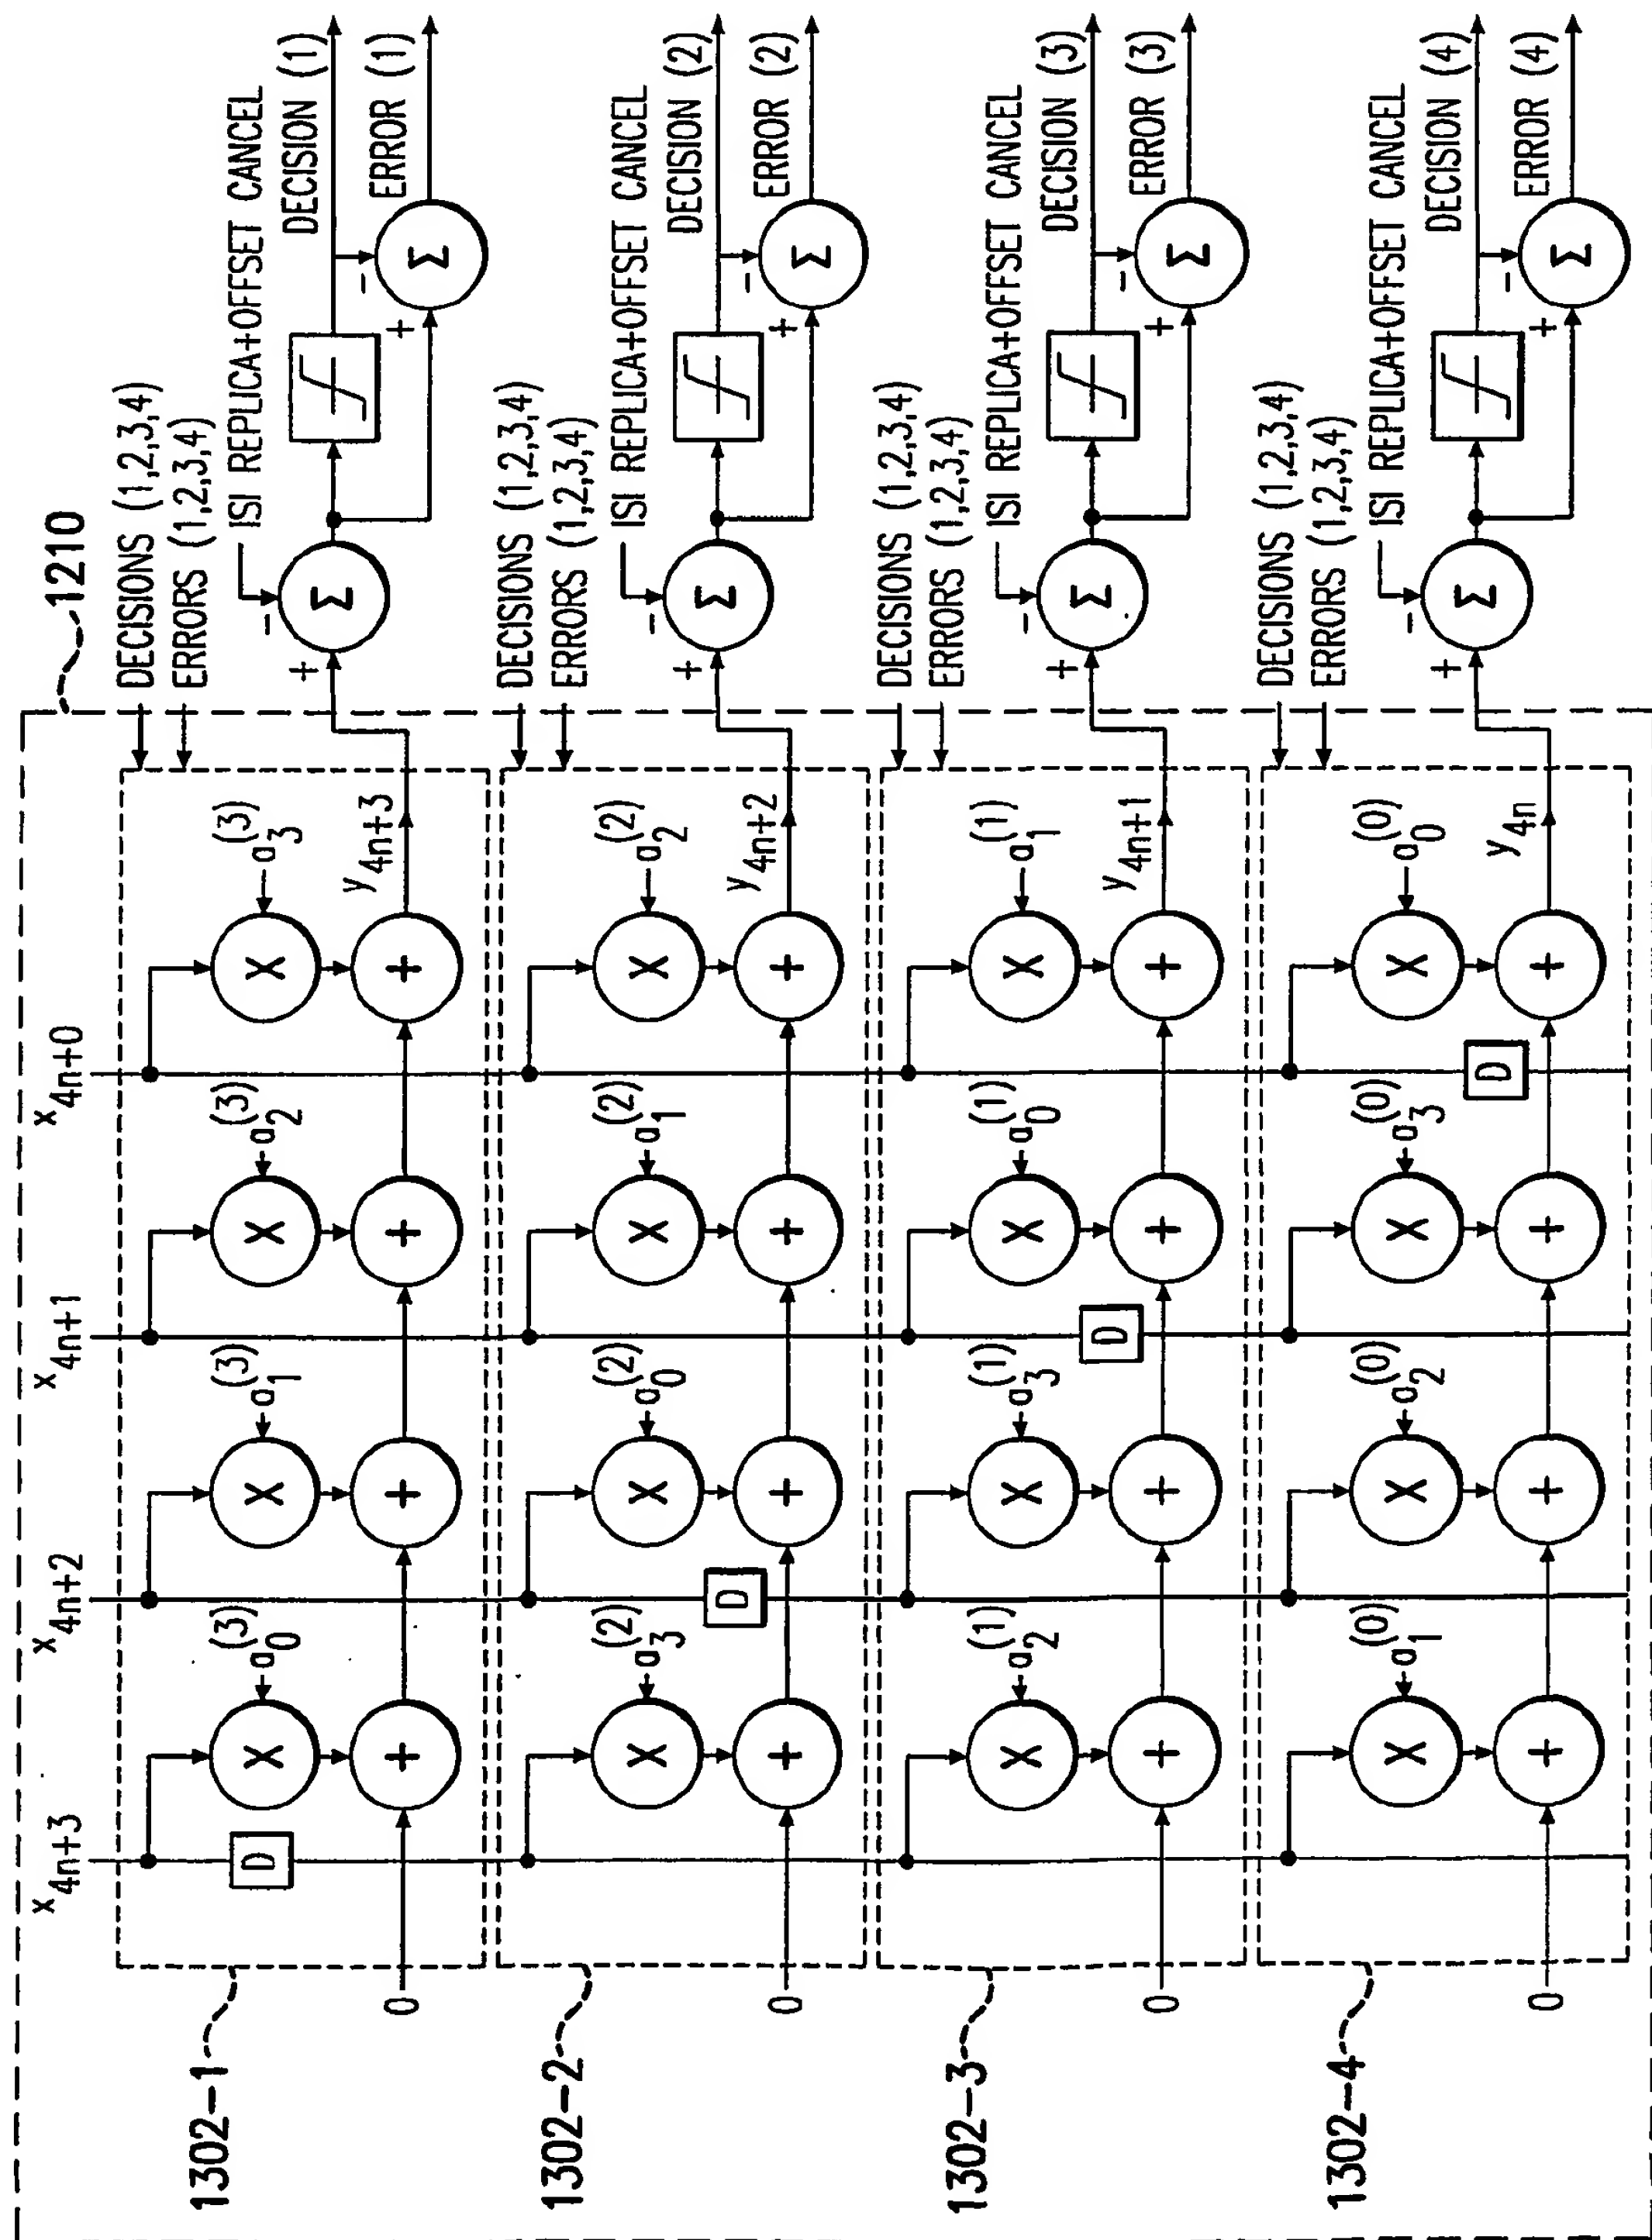 1210
x4n+3
x4n+2
x4n+1
x4n+0
1302-1
D
X
a0(3)
X
a1(3)
X
a2(3)
X
a3(3)
0
+
+
+
+
y4n+3
DECISIONS (1,2,3,4)
ERRORS (1,2,3,4)
ISI REPLICA+OFFSET CANCEL
-
+
Σ
DECISION (1)
-
+
Σ
ERROR (1)
1302-2
X
a3(2)
D
X
a0(2)
X
a1(2)
X
a2(2)
0
+
+
+
+
y4n+2
DECISIONS (1,2,3,4)
ERRORS (1,2,3,4)
ISI REPLICA+OFFSET CANCEL
-
+
Σ
DECISION (2)
-
+
Σ
ERROR (2)
1302-3
X
a2(1)
X
a3(1)
D
X
a0(1)
X
a1(1)
0
+
+
+
+
y4n+1
DECISIONS (1,2,3,4)
ERRORS (1,2,3,4)
ISI REPLICA+OFFSET CANCEL
-
+
Σ
DECISION (3)
-
+
Σ
ERROR (3)
1302-4
X
a1(0)
X
a2(0)
X
a3(0)
D
X
a0(0)
0
+
+
+
+
y4n
DECISIONS (1,2,3,4)
ERRORS (1,2,3,4)
ISI REPLICA+OFFSET CANCEL
-
+
Σ
DECISION (4)
-
+
Σ
ERROR (4)